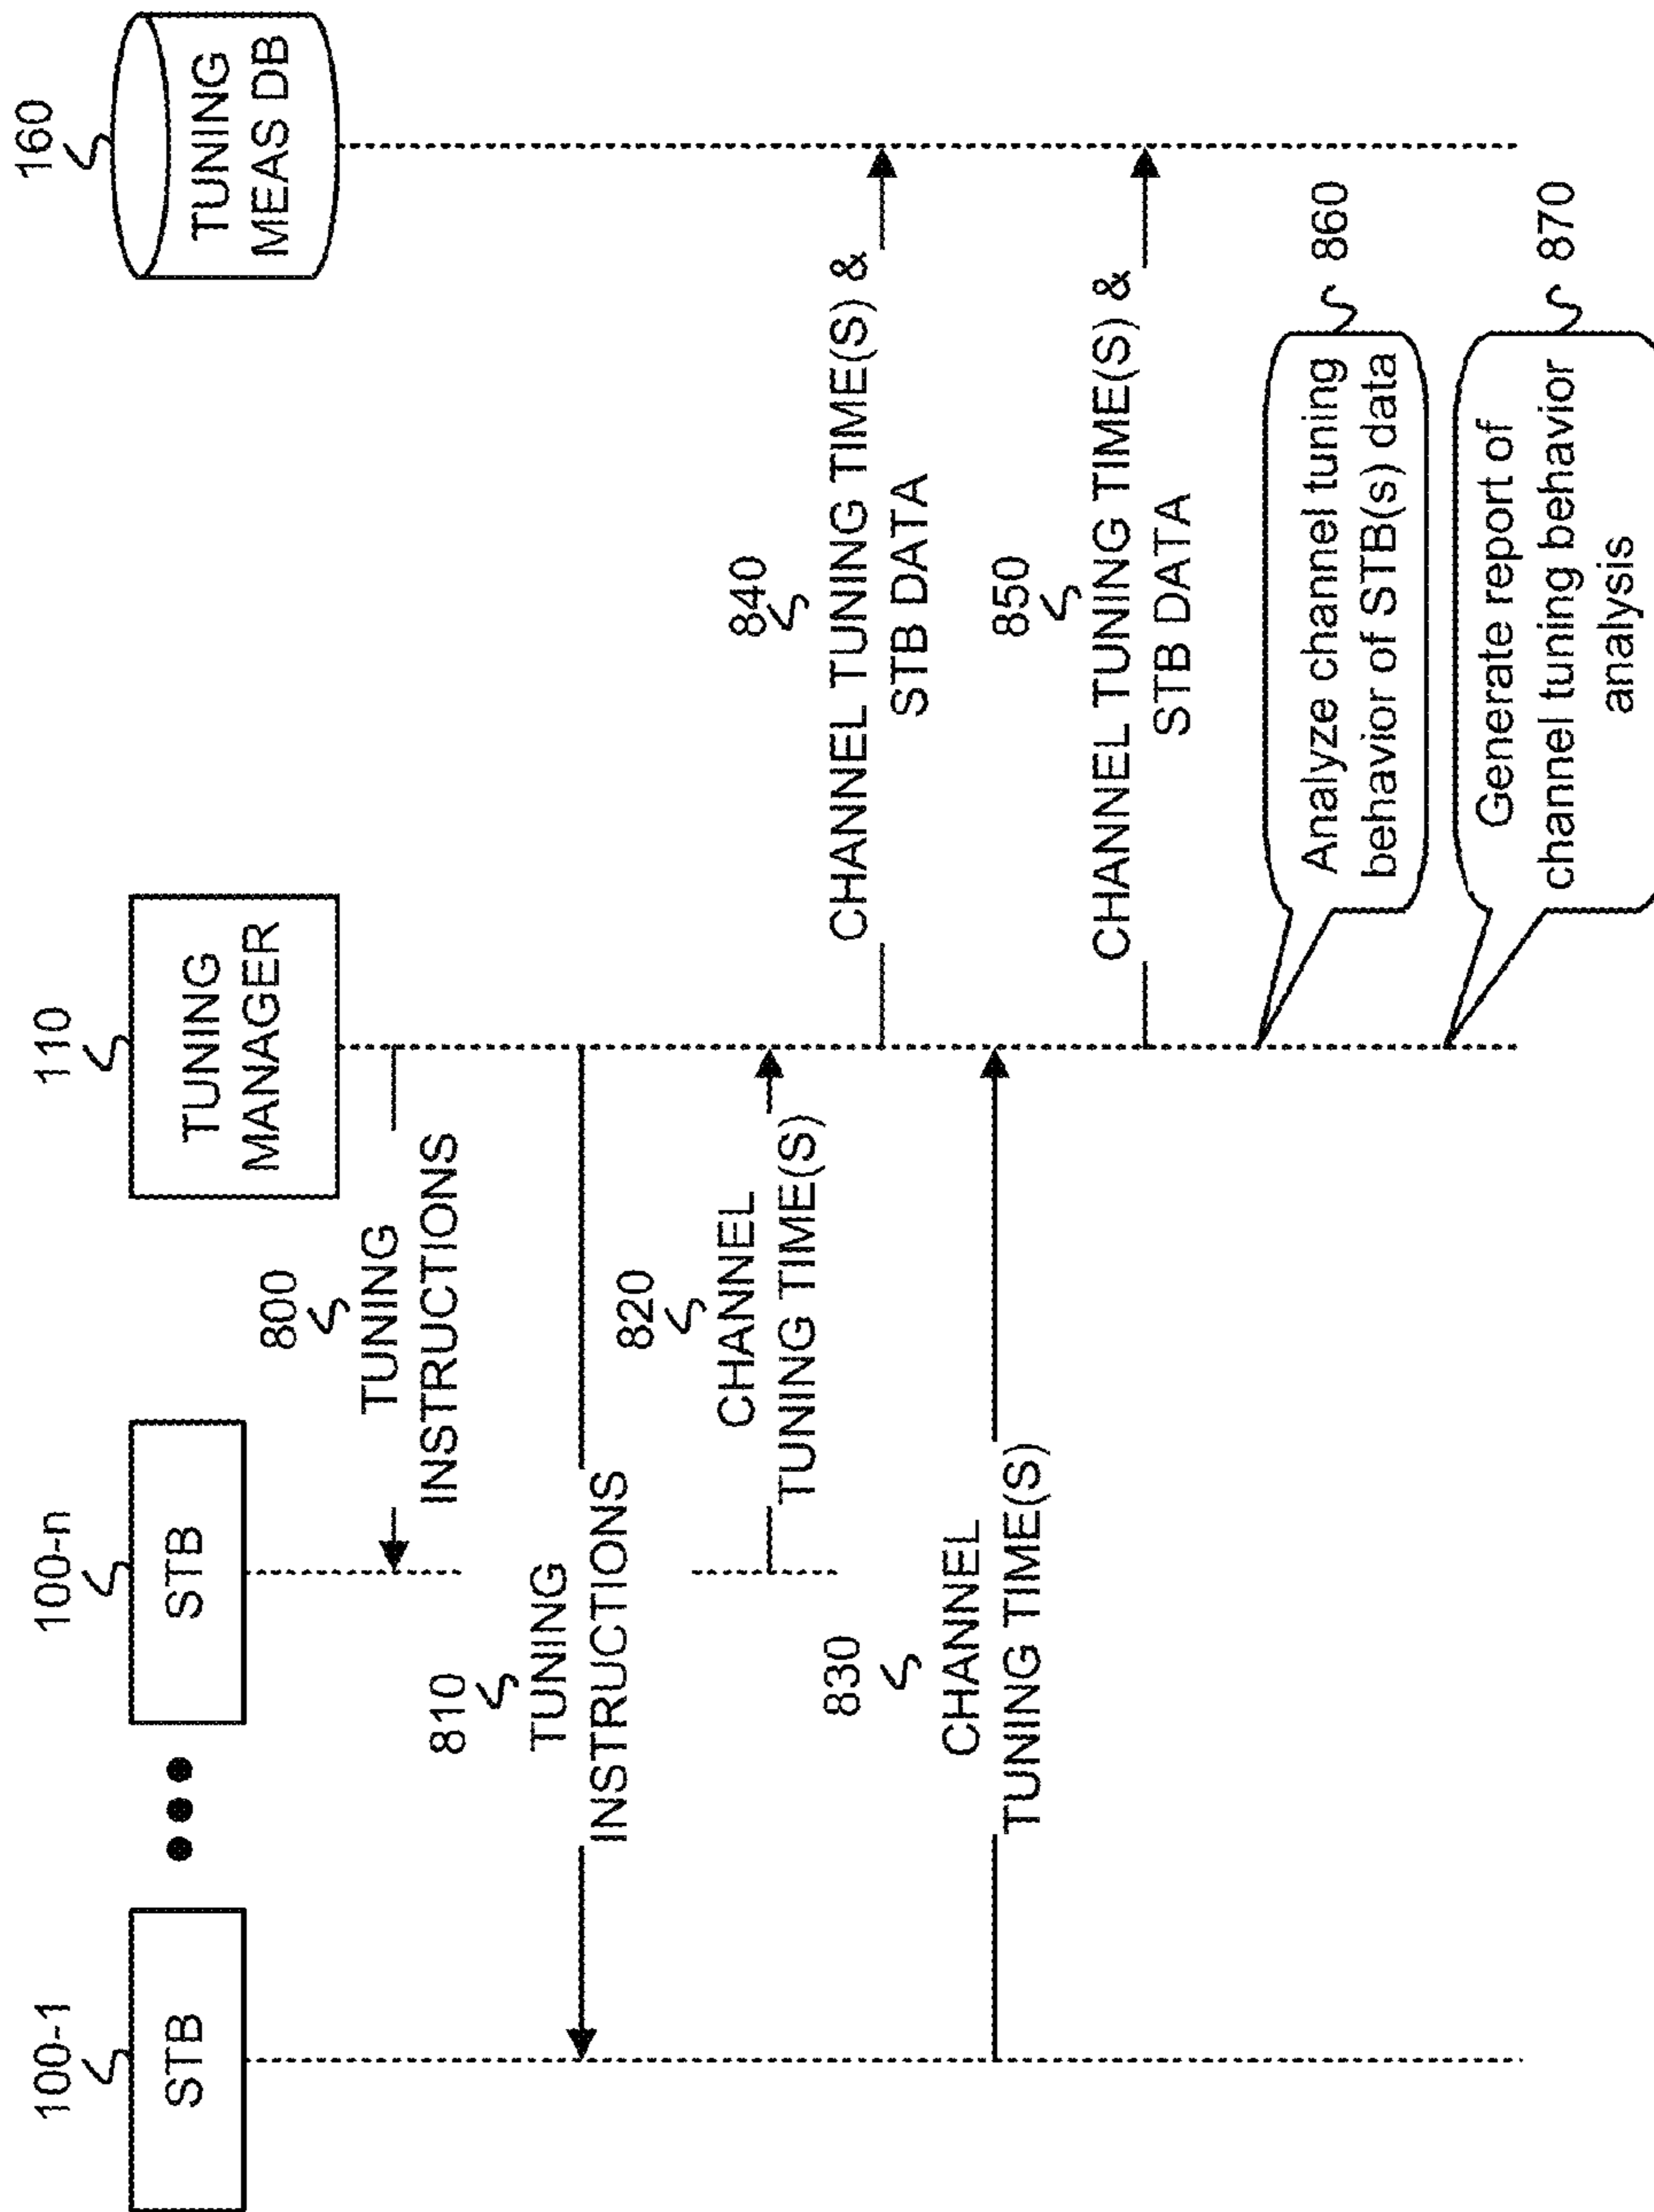 100-1
STB
100-n
STB
110
TUNING
MANAGER
160
TUNING
MEAS DB
800
TUNING
INSTRUCTIONS
810
TUNING
INSTRUCTIONS
820
CHANNEL
TUNING TIME(S)
830
CHANNEL
TUNING TIME(S)
840
CHANNEL TUNING TIME(S) &
STB DATA
850
CHANNEL TUNING TIME(S) &
STB DATA
Analyze channel tuning
behavior of STB(s) data
860
Generate report of
channel tuning behavior
analysis
870